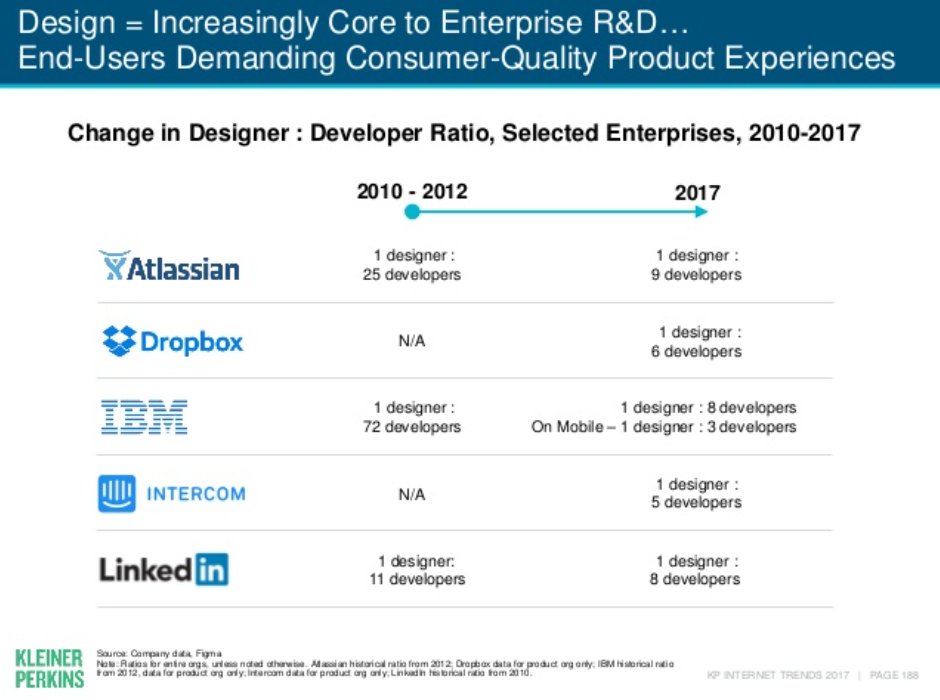 Design = Increasingly Core to Enterprise R&D…
End-Users Demanding Consumer-Quality Product Experiences
Change in Designer : Developer Ratio, Selected Enterprises, 2010-2017
2010 - 2012
2017
Atlassian
1 designer :
25 developers
1 designer :
9 developers
Dropbox
N/A
1 designer :
6 developers
IBM
1 designer :
72 developers
1 designer : 8 developers
On Mobile – 1 designer : 3 developers
INTERCOM
N/A
1 designer :
5 developers
Linked in
1 designer:
11 developers
1 designer :
8 developers
KLEINER
PERKINS
Source: Company data, Figma
Note: Ratios for entire orgs, unless noted otherwise. Atlassian historical ratio from 2012; Dropbox data for product org only; IBM historical ratio
from 2012, data for product org only; Intercom data for product org only; LinkedIn historical ratio from 2010.
KP INTERNET TRENDS 2017 | PAGE 188